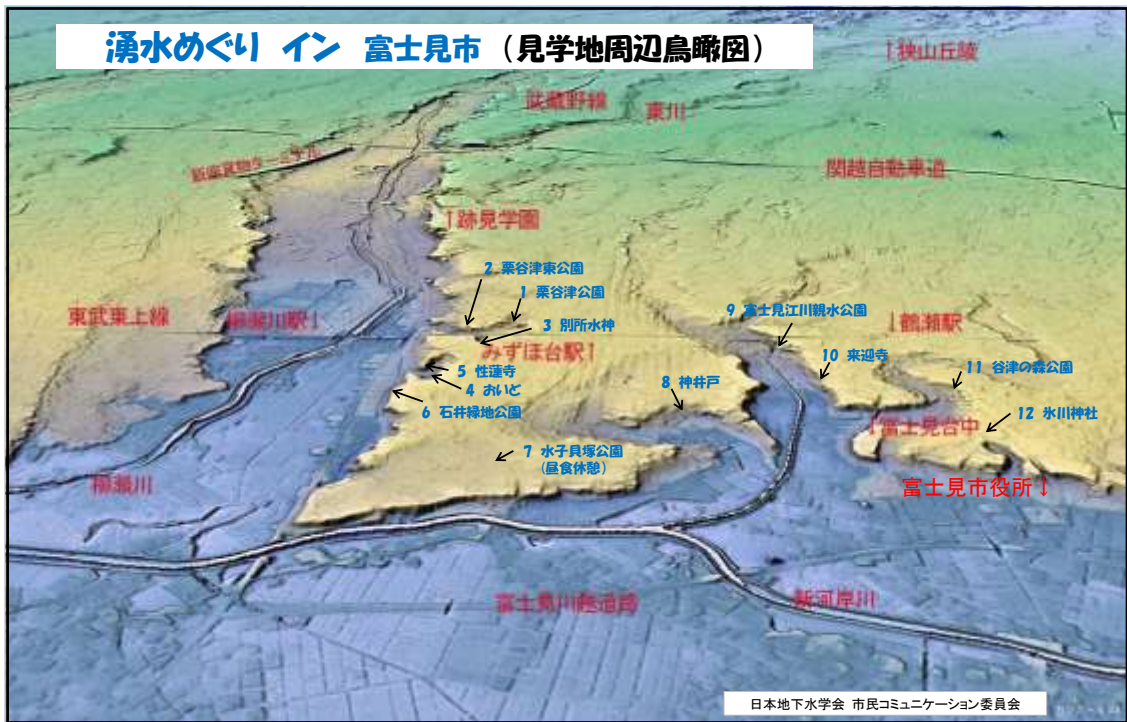 湧水めぐり イン 富士見市 (見学地周辺鳥瞰図)
↑狭山丘陵
武蔵野線
東川
新座貨物ターミナル
関越自動車道
↑跡見学園
2 栗谷津東公園
1 栗谷津公園
9 富士見江川親水公園
東武東上線
柳瀬川駅↓
3 別所水神
↓鶴瀬駅
みずほ台駅↑
10 来迎寺
5 性蓮寺
11 谷津の森公園
4 おいど
8 神井戸
6 石井緑地公園
12 氷川神社
↑富士見台中
7 水子貝塚公園
(昼食休憩)
柳瀬川
富士見市役所↓
富士見川越道路
新河岸川
日本地下水学会 市民コミュニケーション委員会